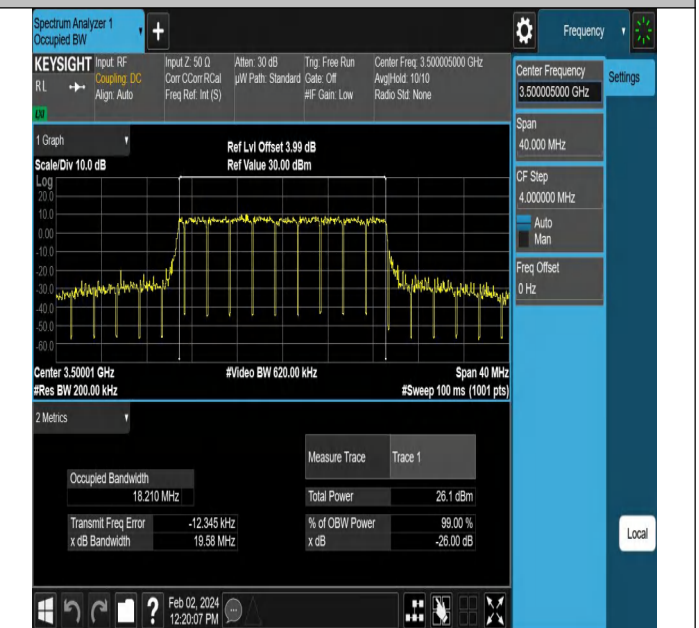 Spectrum Analyzer 1
Occupied BW
Frequency
KEYSIGHT
RL
LXI
Input: RF
Coupling: DC
Align: Auto
Input Z: 50 Ω
Corr CCorr RCal
Freq Ref: Int (S)
Atten: 30 dB
µW Path: Standard
Trig: Free Run
Gate: Off
#IF Gain: Low
Center Freq: 3.500005000 GHz
Avg|Hold: 10/10
Radio Std: None
Center Frequency
3.500005000 GHz
Settings
Span
40.000 MHz
CF Step
4.000000 MHz
Auto
Man
Freq Offset
0 Hz
1 Graph
Scale/Div 10.0 dB
Ref Lvl Offset 3.99 dB
Ref Value 30.00 dBm
Log
20.0
10.0
0.00
-10.0
-20.0
-30.0
-40.0
-50.0
-60.0
Center 3.50001 GHz
#Video BW 620.00 kHz
Span 40 MHz
#Res BW 200.00 kHz
#Sweep 100 ms (1001 pts)
2 Metrics
Measure Trace
Trace 1
Occupied Bandwidth
18.210 MHz
Total Power
26.1 dBm
Transmit Freq Error
-12.345 kHz
% of OBW Power
99.00 %
x dB Bandwidth
19.58 MHz
x dB
-26.00 dB
Local
?
Feb 02, 2024
12:20:07 PM